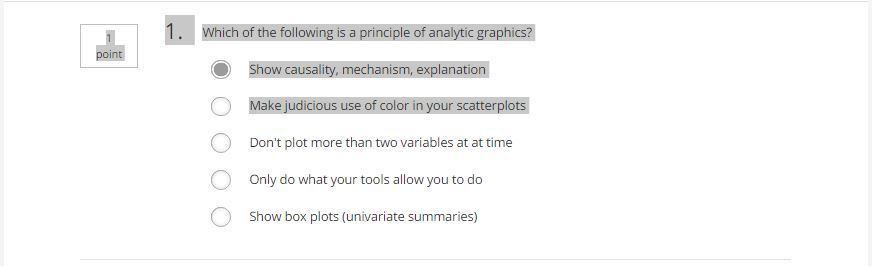 1
point
1. Which of the following is a principle of analytic graphics?
Show causality, mechanism, explanation
Make judicious use of color in your scatterplots
Don't plot more than two variables at at time
Only do what your tools allow you to do
Show box plots (univariate summaries)